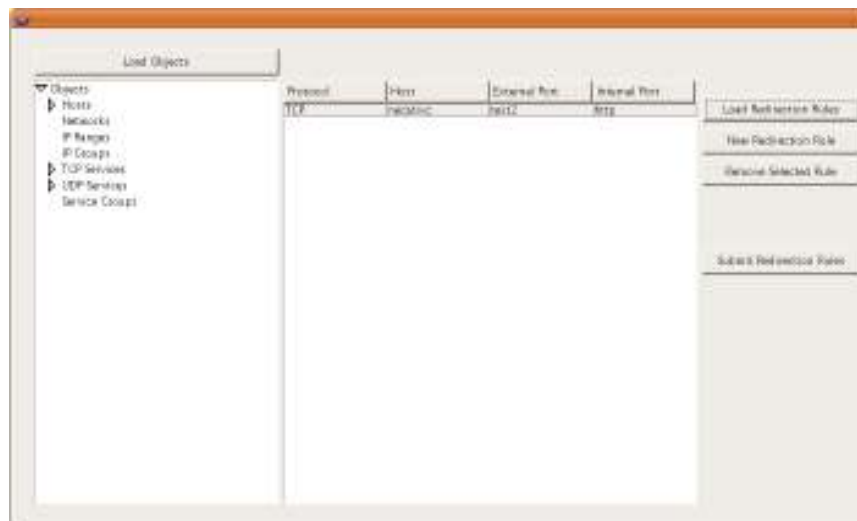 Load Objects
Objects
Hosts
Networks
IP Ranges
IP Groups
TCP Services
UDP Services
Service Groups
Protocol Host External Port Internal Port
TCP http
Load Redirection Rules
New Redirection Rule
Remove Selected Rule
Submit Redirection Rules